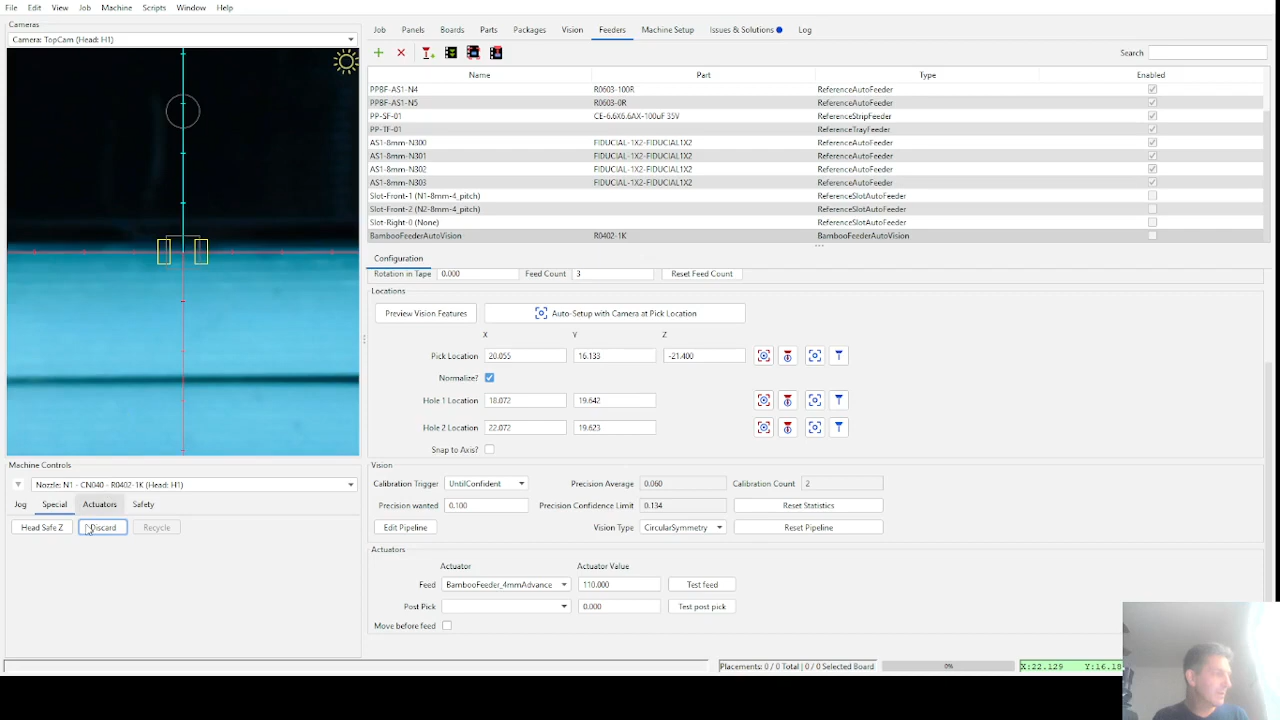 File Edit View Job Machine Scripts Window Help
Cameras
Camera: TopCam (Head: H1)
Job Panels Boards Parts Packages Vision Feeders Machine Setup Issues & Solutions Log
Search
Name Part Type Enabled
PPBF-AS1-N4 R0603-100R ReferenceAutoFeeder
PPBF-AS1-N5 R0603-0R ReferenceAutoFeeder
PP-SF-01 CE-6.6X6.6AX-100uF 35V ReferenceStripFeeder
PP-TF-01 ReferenceTrayFeeder
AS1-8mm-N300 FIDUCIAL-1X2-FIDUCIAL1X2 ReferenceAutoFeeder
AS1-8mm-N301 FIDUCIAL-1X2-FIDUCIAL1X2 ReferenceAutoFeeder
AS1-8mm-N302 FIDUCIAL-1X2-FIDUCIAL1X2 ReferenceAutoFeeder
AS1-8mm-N303 FIDUCIAL-1X2-FIDUCIAL1X2 ReferenceAutoFeeder
Slot-Front-1 (N1-8mm-4_pitch) ReferenceSlotAutoFeeder
Slot-Front-2 (N2-8mm-4_pitch) ReferenceSlotAutoFeeder
Slot-Right-0 (None) ReferenceSlotAutoFeeder
BambooFeederAutoVision R0402-1K BambooFeederAutoVision
Configuration
Rotation in Tape 0.000 Feed Count 3 Reset Feed Count
Locations
Preview Vision Features Auto-Setup with Camera at Pick Location
X Y Z
Pick Location 20.055 16.133 -21.400
Normalize?
Hole 1 Location 18.072 19.642
Hole 2 Location 22.072 19.623
Snap to Axis?
Vision
Calibration Trigger UntilConfident Precision Average 0.060 Calibration Count 2
Precision wanted 0.100 Precision Confidence Limit 0.134 Reset Statistics
Edit Pipeline Vision Type CircularSymmetry Reset Pipeline
Actuators
Actuator Actuator Value
Feed BambooFeeder_4mmAdvance 110.000 Test feed
Post Pick 0.000 Test post pick
Move before feed
Machine Controls
Nozzle: N1 - CN040 - R0402-1K (Head: H1)
Jog Special Actuators Safety
Head Safe Z Discard Recycle
Placements: 0 / 0 Total | 0 / 0 Selected Board 0% X:22.129 Y:16.18